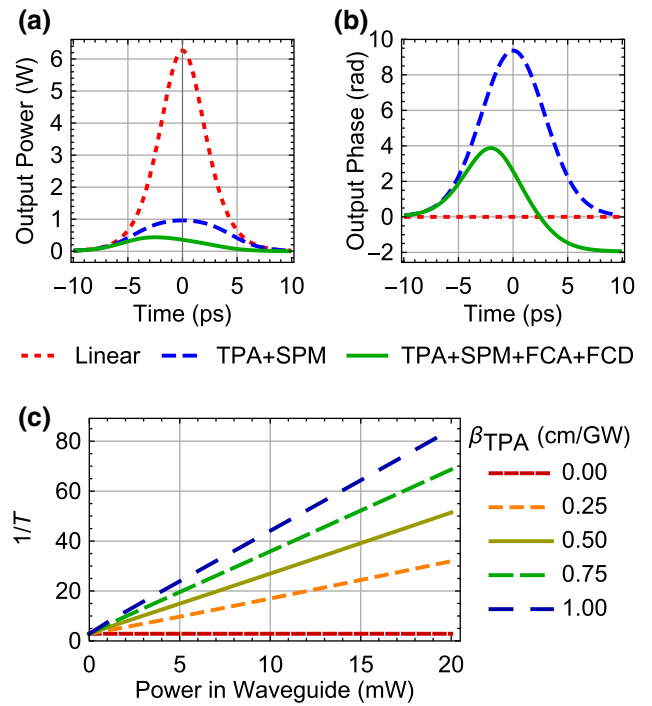 (a)
Output Power (W)
6
5
4
3
2
1
0
−10 −5 0 5 10
Time (ps)
(b)
Output Phase (rad)
10
8
6
4
2
0
−2
−10 −5 0 5 10
Time (ps)
Linear TPA+SPM TPA+SPM+FCA+FCD
(c)
1/T
80
60
40
20
0
0 5 10 15 20
Power in Waveguide (mW)
βTPA (cm/GW)
0.00
0.25
0.50
0.75
1.00